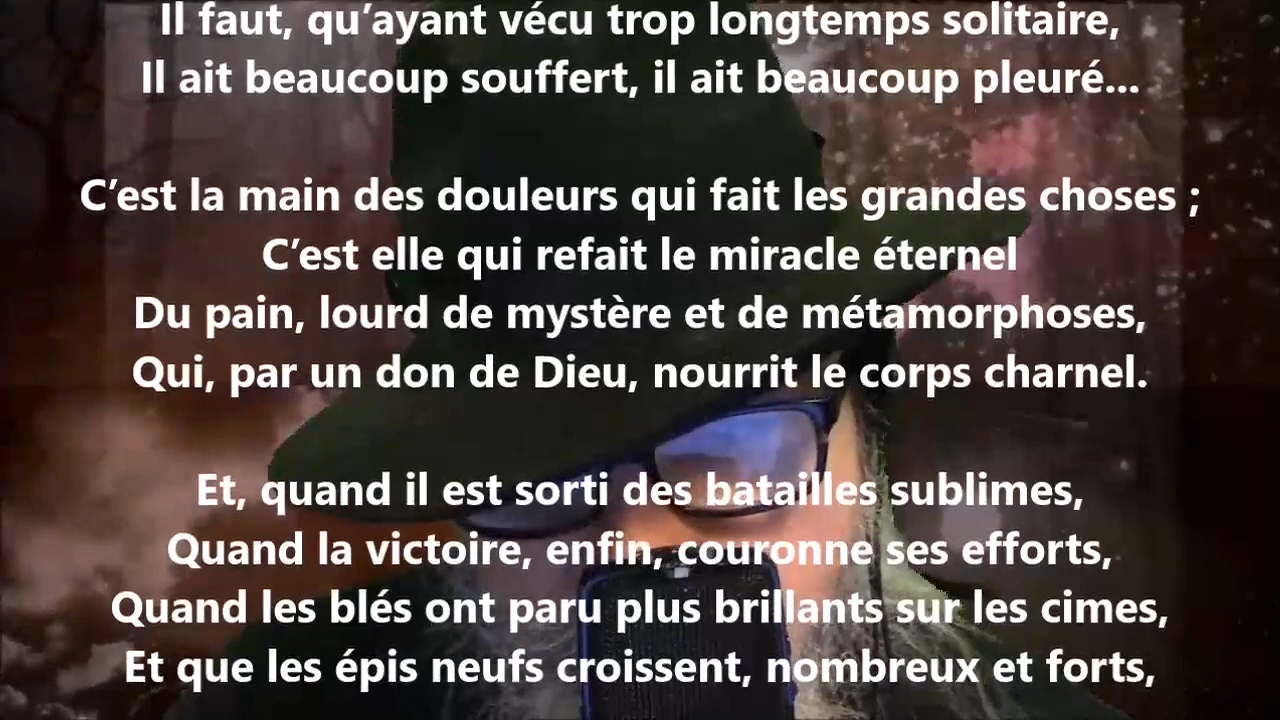 Il faut, qu’ayant vécu trop longtemps solitaire,
Il ait beaucoup souffert, il ait beaucoup pleuré...
C’est la main des douleurs qui fait les grandes choses ;
C’est elle qui refait le miracle éternel
Du pain, lourd de mystère et de métamorphoses,
Qui, par un don de Dieu, nourrit le corps charnel.
Et, quand il est sorti des batailles sublimes,
Quand la victoire, enfin, couronne ses efforts,
Quand les blés ont paru plus brillants sur les cimes,
Et que les épis neufs croissent, nombreux et forts,